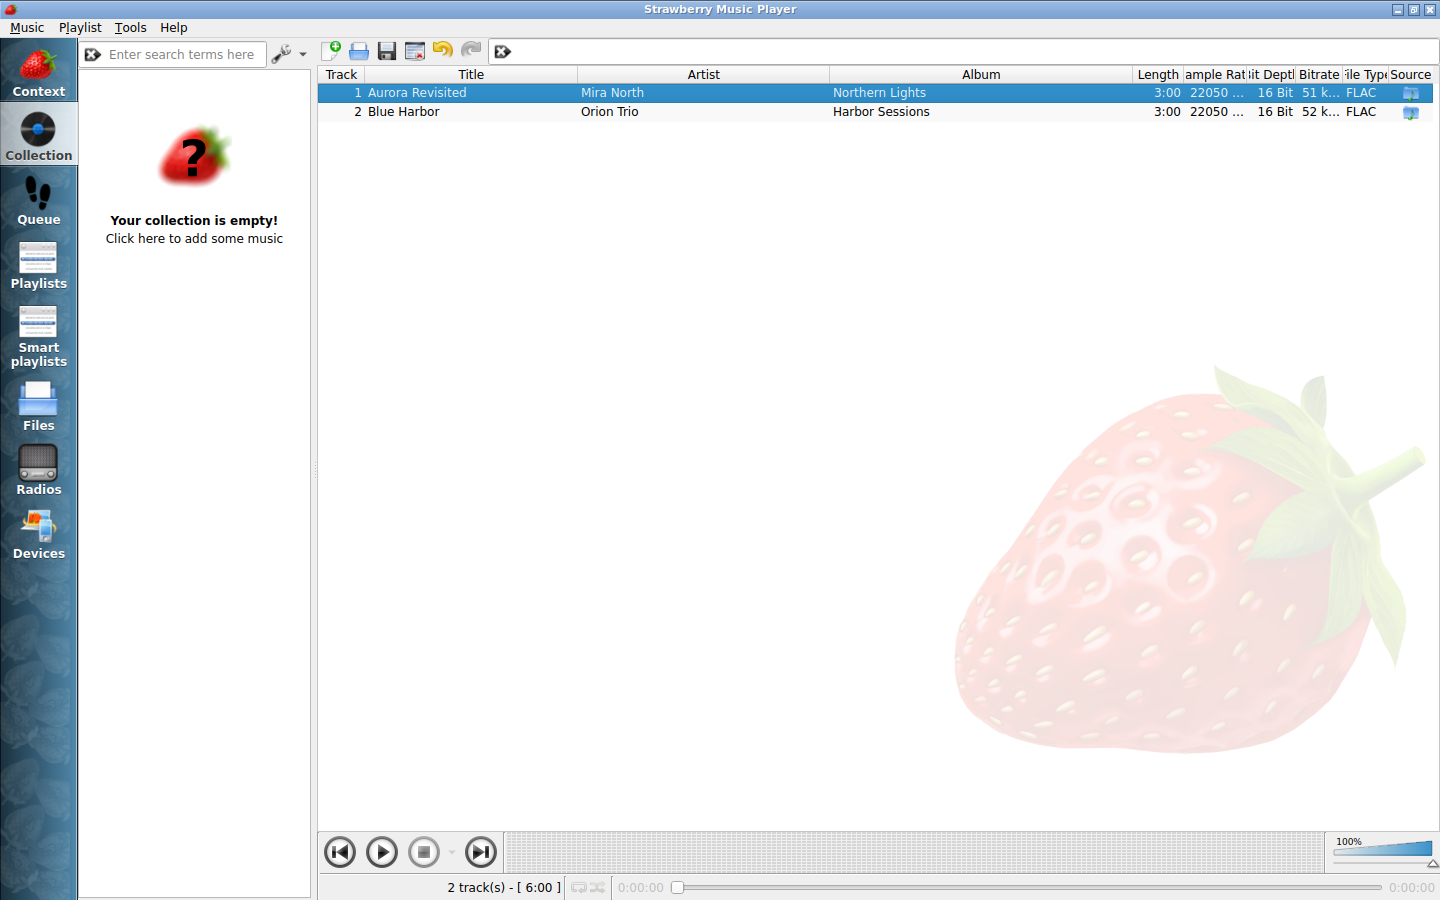 Strawberry Music Player
Music Playlist Tools Help
Context
Collection
Queue
Playlists
Smart
playlists
Files
Radios
Devices
Enter search terms here
?
Your collection is empty!
Click here to add some music
Track Title Artist Album Length ample Rat it Depth Bitrate ile Type Source
1 Aurora Revisited Mira North Northern Lights 3:00 22050 ... 16 Bit 51 k... FLAC
2 Blue Harbor Orion Trio Harbor Sessions 3:00 22050 ... 16 Bit 52 k... FLAC
100%
2 track(s) - [ 6:00 ] 0:00:00 0:00:00